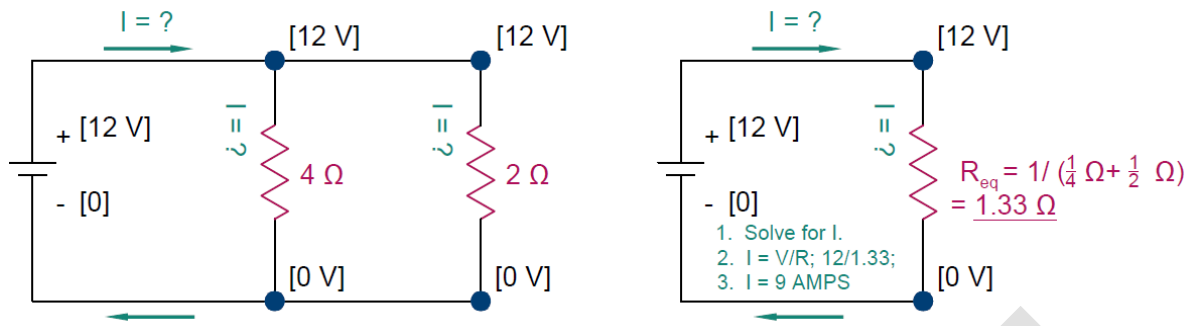 I = ?
[12 V]
[12 V]
+ [12 V]
I = ?
I = ?
4 Ω
2 Ω
- [0]
[0 V]
[0 V]
I = ?
[12 V]
+ [12 V]
I = ?
Req = 1/ (1/4 Ω+ 1/2 Ω)
= 1.33 Ω
- [0]
1. Solve for I.
2. I = V/R; 12/1.33;
3. I = 9 AMPS
[0 V]